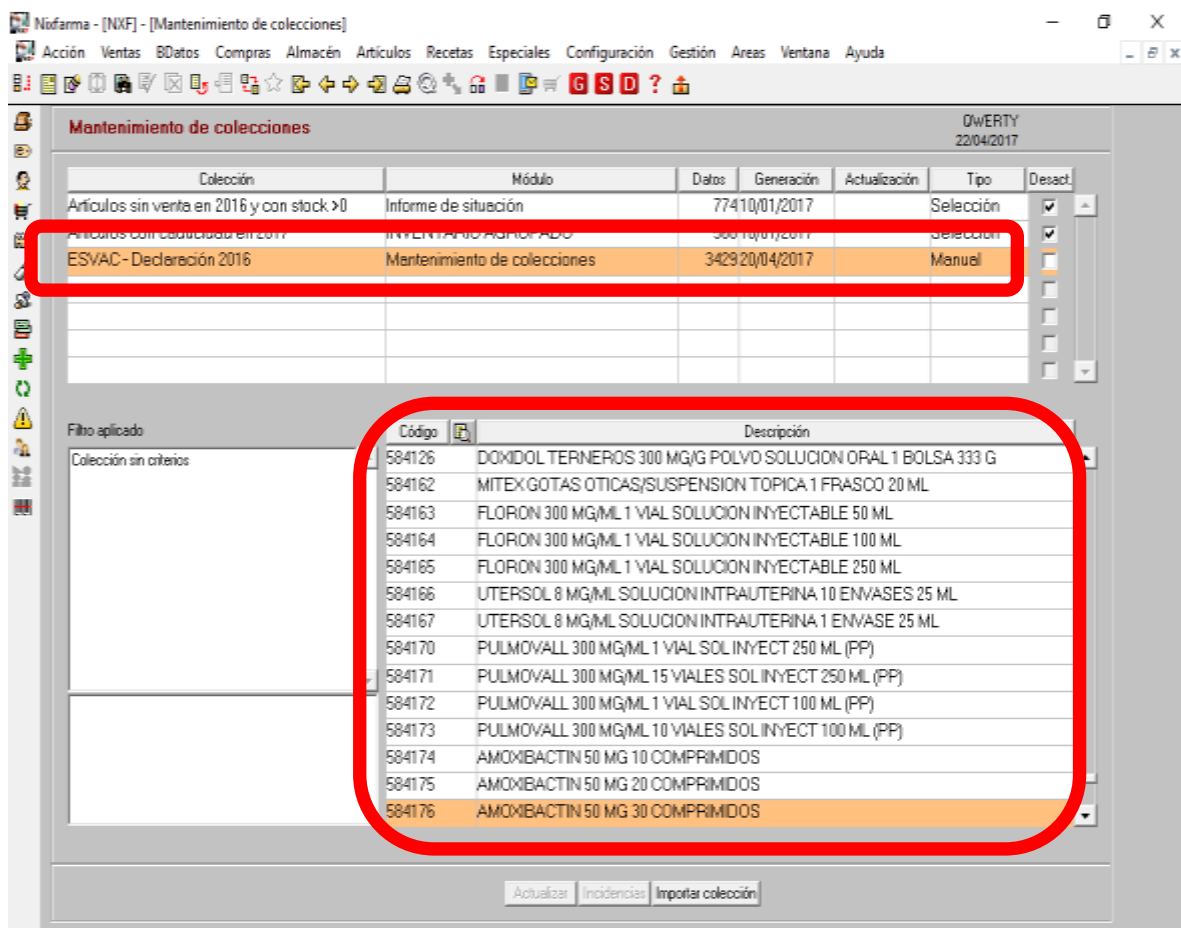 Nixfarma - [NXF] - [Mantenimiento de colecciones]
Acción Ventas BDatos Compras Almacén Artículos Recetas Especiales Configuración Gestión Areas Ventana Ayuda
G S D ?
Mantenimiento de colecciones QWERTY
22/04/2017
Colección Módulo Datos Generación Actualización Tipo Desact.
Artículos sin venta en 2016 y con stock >0 Informe de situación 774 10/01/2017 Selección
Artículos con caducidad en 2017 INVENTARIO AGRUPADO 10/01/2017 Selección
ESVAC - Declaración 2016 Mantenimiento de colecciones 3429 20/04/2017 Manual
Filtro aplicado Código Descripción
Colección sin criterios
584126 DOXIDOL TERNEROS 300 MG/G POLVO SOLUCION ORAL 1 BOLSA 333 G
584162 MITEX GOTAS OTICAS/SUSPENSION TOPICA 1 FRASCO 20 ML
584163 FLORON 300 MG/ML 1 VIAL SOLUCION INYECTABLE 50 ML
584164 FLORON 300 MG/ML 1 VIAL SOLUCION INYECTABLE 100 ML
584165 FLORON 300 MG/ML 1 VIAL SOLUCION INYECTABLE 250 ML
584166 UTERSOL 8 MG/ML SOLUCION INTRAUTERINA 10 ENVASES 25 ML
584167 UTERSOL 8 MG/ML SOLUCION INTRAUTERINA 1 ENVASE 25 ML
584170 PULMOVALL 300 MG/ML 1 VIAL SOL INYECT 250 ML (PP)
584171 PULMOVALL 300 MG/ML 15 VIALES SOL INYECT 250 ML (PP)
584172 PULMOVALL 300 MG/ML 1 VIAL SOL INYECT 100 ML (PP)
584173 PULMOVALL 300 MG/ML 10 VIALES SOL INYECT 100 ML (PP)
584174 AMOXIBACTIN 50 MG 10 COMPRIMIDOS
584175 AMOXIBACTIN 50 MG 20 COMPRIMIDOS
584176 AMOXIBACTIN 50 MG 30 COMPRIMIDOS
Actualizar Incidencias Importar colección